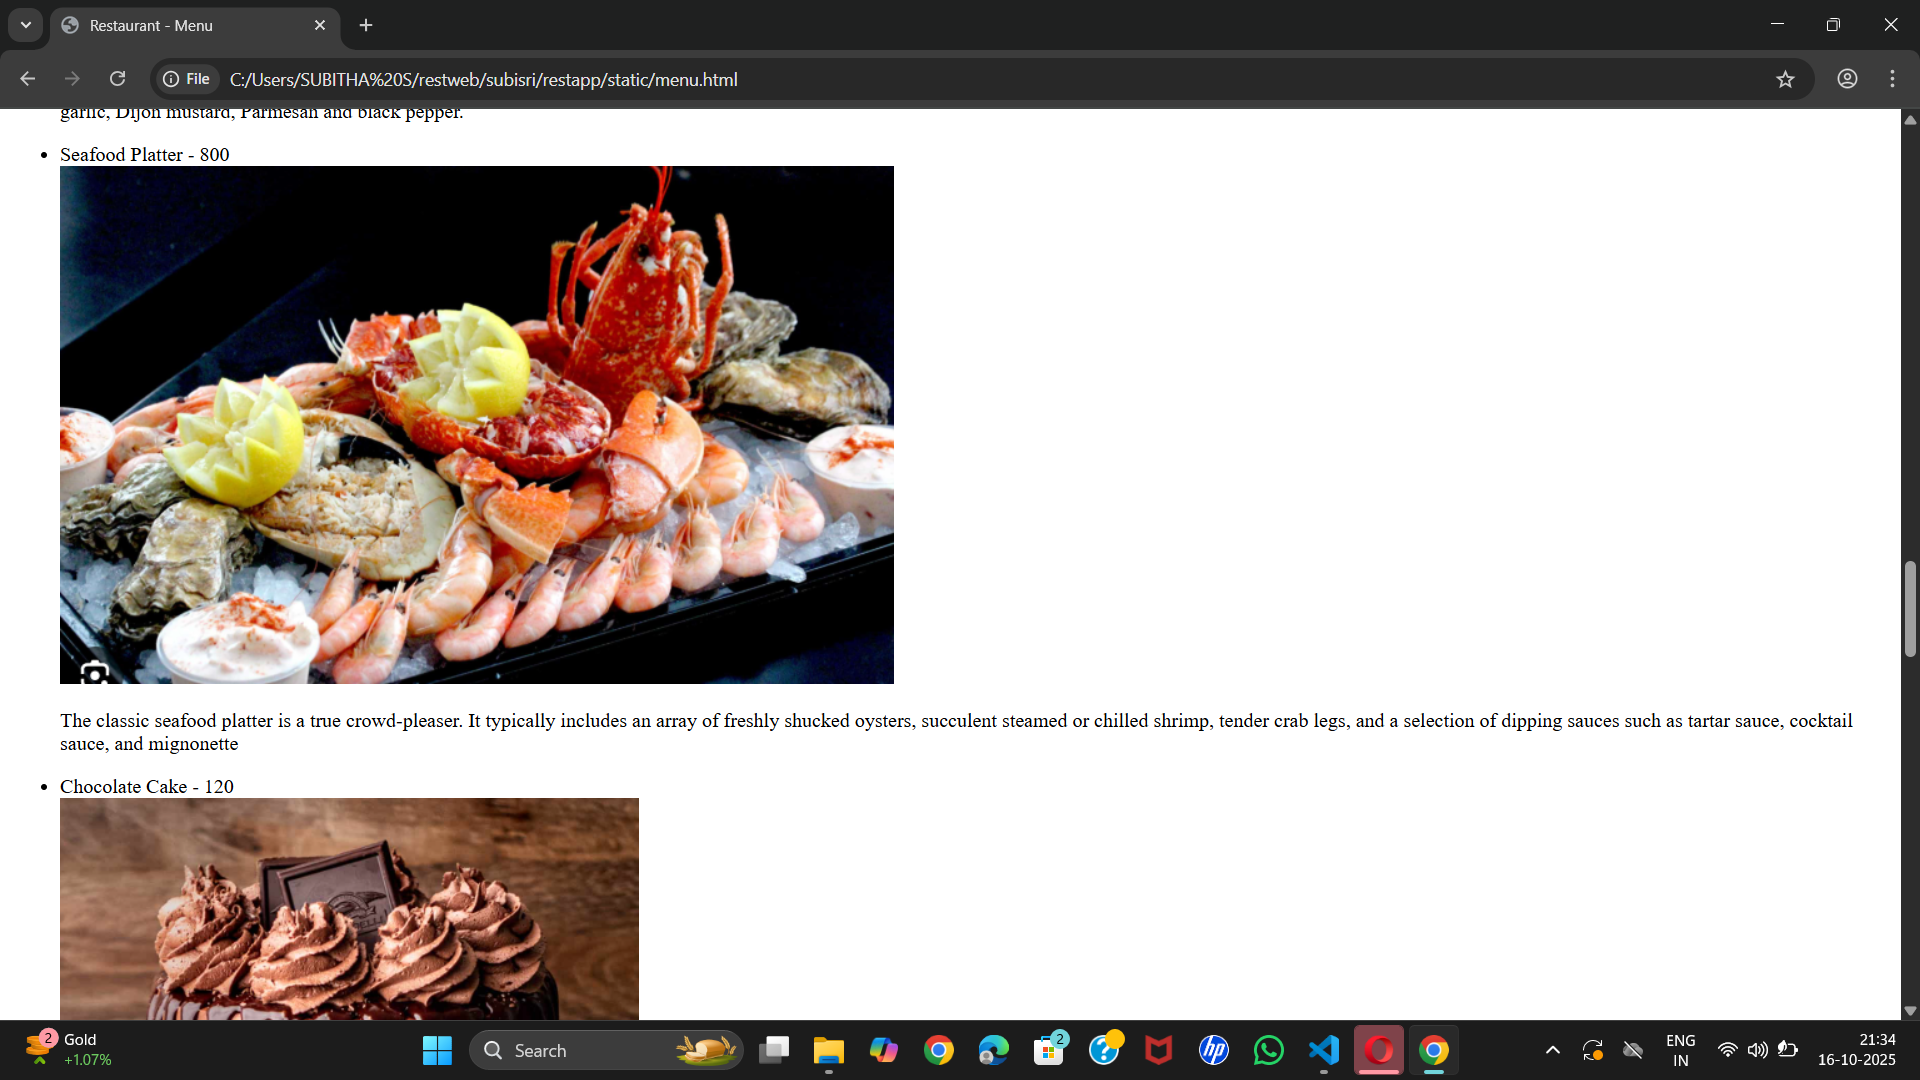 Restaurant - Menu
File
C:/Users/SUBITHA%20S/restweb/subisri/restapp/static/menu.html
garlic, Dijon mustard, Parmesan and black pepper.
Seafood Platter - 800
The classic seafood platter is a true crowd-pleaser. It typically includes an array of freshly shucked oysters, succulent steamed or chilled shrimp, tender crab legs, and a selection of dipping sauces such as tartar sauce, cocktail
sauce, and mignonette
Chocolate Cake - 120
2
Gold
+1.07%
Search
2
hp
ENG
IN
21:34
16-10-2025